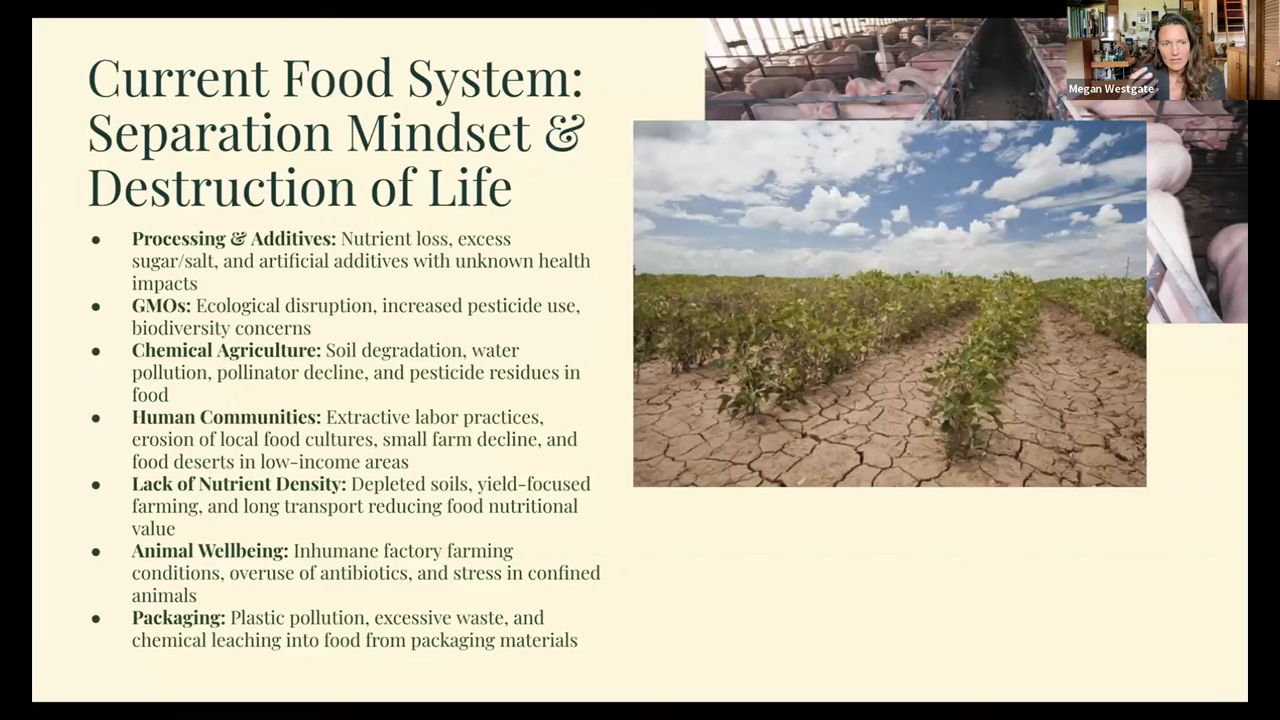 Current Food System:
Separation Mindset &
Destruction of Life
● Processing & Additives: Nutrient loss, excess
sugar/salt, and artificial additives with unknown health
impacts
● GMOs: Ecological disruption, increased pesticide use,
biodiversity concerns
● Chemical Agriculture: Soil degradation, water
pollution, pollinator decline, and pesticide residues in
food
● Human Communities: Extractive labor practices,
erosion of local food cultures, small farm decline, and
food deserts in low-income areas
● Lack of Nutrient Density: Depleted soils, yield-focused
farming, and long transport reducing food nutritional
value
● Animal Wellbeing: Inhumane factory farming
conditions, overuse of antibiotics, and stress in confined
animals
● Packaging: Plastic pollution, excessive waste, and
chemical leaching into food from packaging materials
Megan Westgate